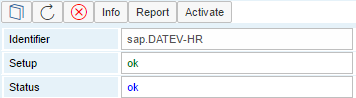 Info Report Activate
Identifier sap.DATEV-HR
Setup ok
Status ok